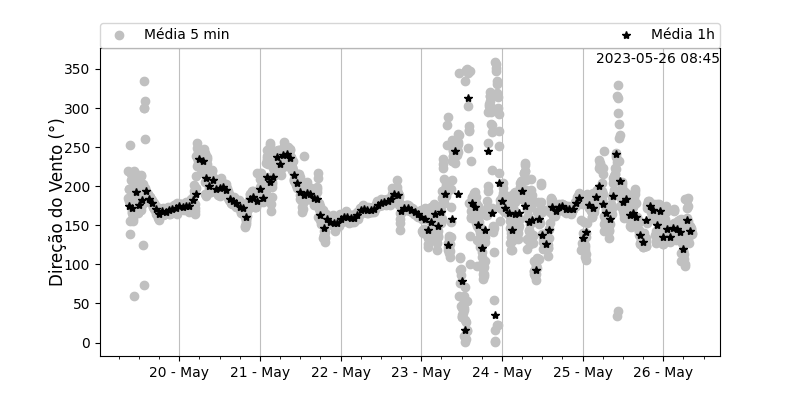 Média 5 min
Média 1h
2023-05-26 08:45
Direção do Vento (°)
350
300
250
200
150
100
50
0
20 - May
21 - May
22 - May
23 - May
24 - May
25 - May
26 - May